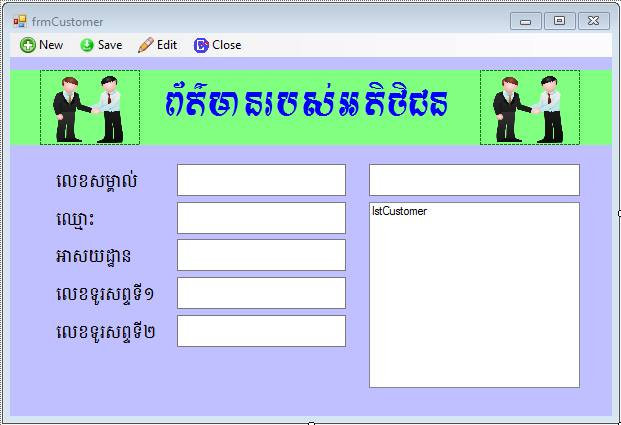 frmCustomer
New Save Edit Close
ព័ត៌មានរបស់អតិថិជន
លេខសម្គាល់
ឈ្មោះ
អាសយដ្ឋាន
លេខទូរសព្ទទី១
លេខទូរសព្ទទី២
lstCustomer